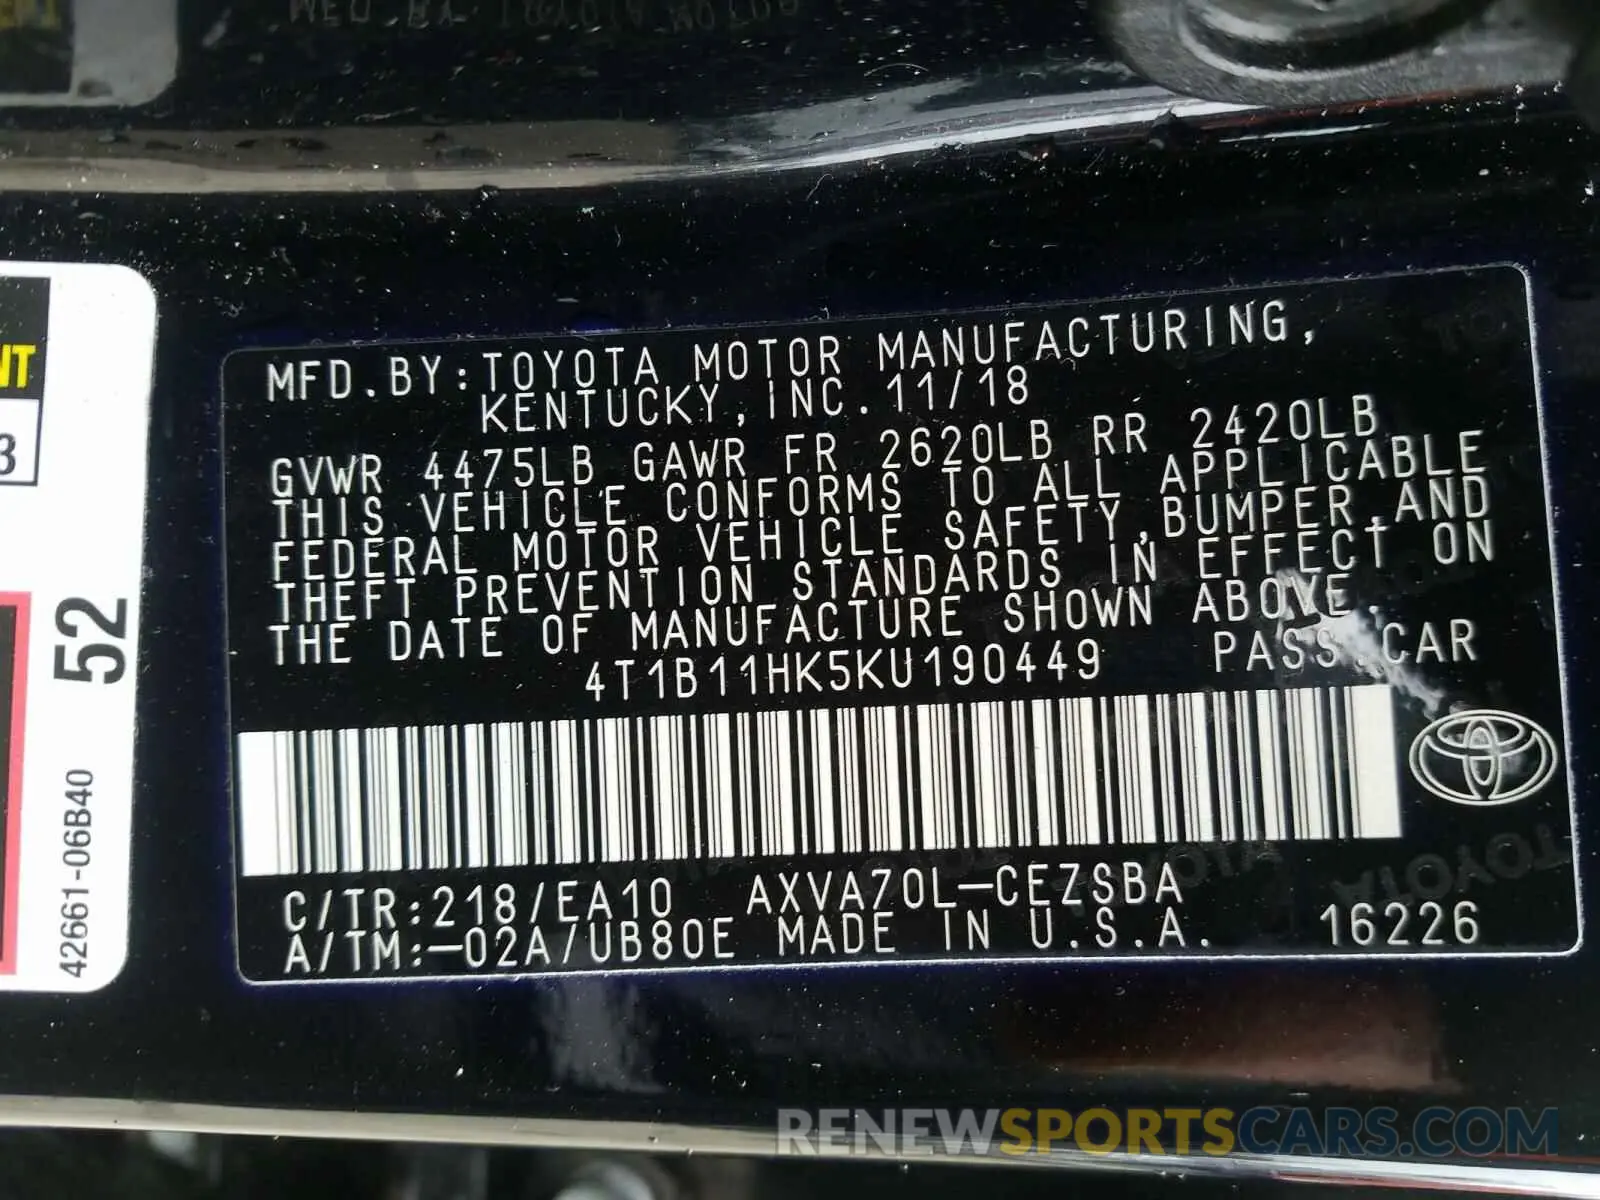 MFD.BY:TOYOTA MOTOR MANUFACTURING,
KENTUCKY,INC. 11/18
GVWR 4475LB GAWR FR 2620LB RR 2420LB
THIS VEHICLE CONFORMS TO ALL APPLICABLE
FEDERAL MOTOR VEHICLE SAFETY,BUMPER,AND
THEFT PREVENTION STANDARDS IN EFFECT ON
THE DATE OF MANUFACTURE SHOWN ABOVE.
4T1B11HK5KU190449 PASS.CAR
C/TR:218/EA10 AXVA70L-CEZSBA
A/TM:-02A/UB80E MADE IN U.S.A. 16226
NT
3
52
42661-06B40
TOYOTA
RENEWSPORTSCARS.COM